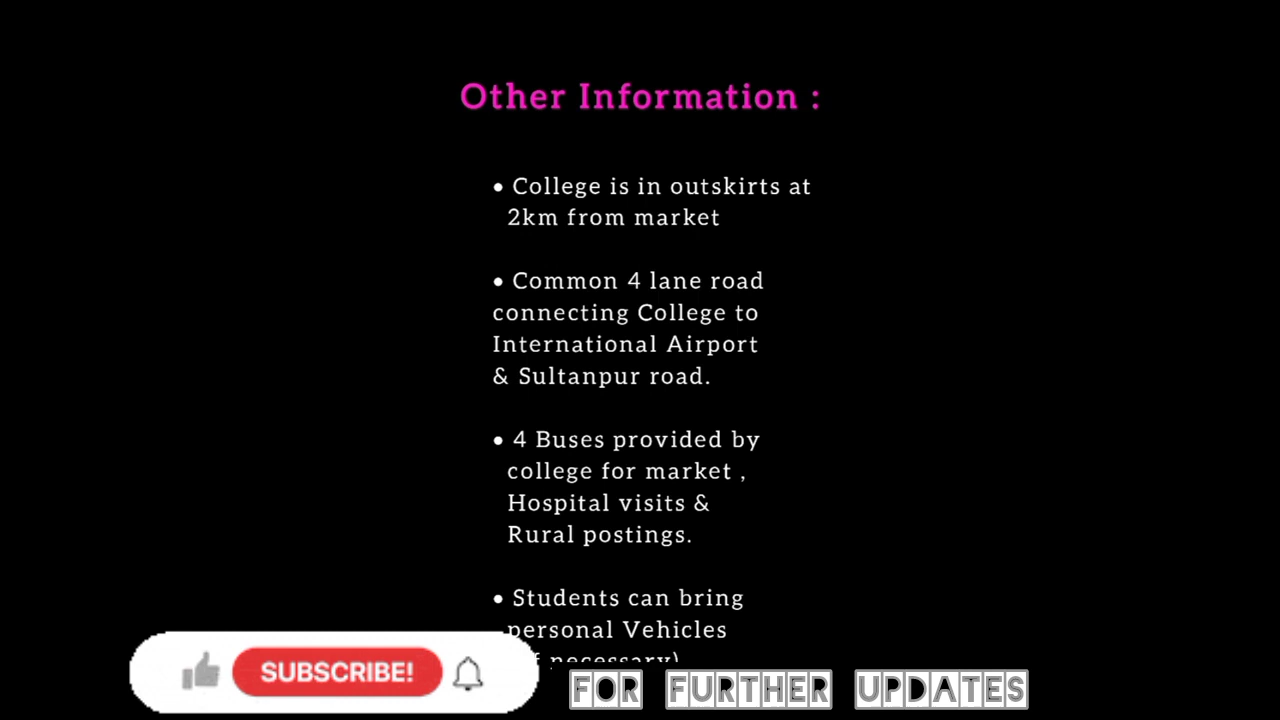 Other Information :
• College is in outskirts at
2km from market
• Common 4 lane road
connecting College to
International Airport
& Sultanpur road.
• 4 Buses provided by
college for market ,
Hospital visits &
Rural postings.
• Students can bring
personal Vehicles
necessary)
SUBSCRIBE!
FOR FURTHER UPDATES